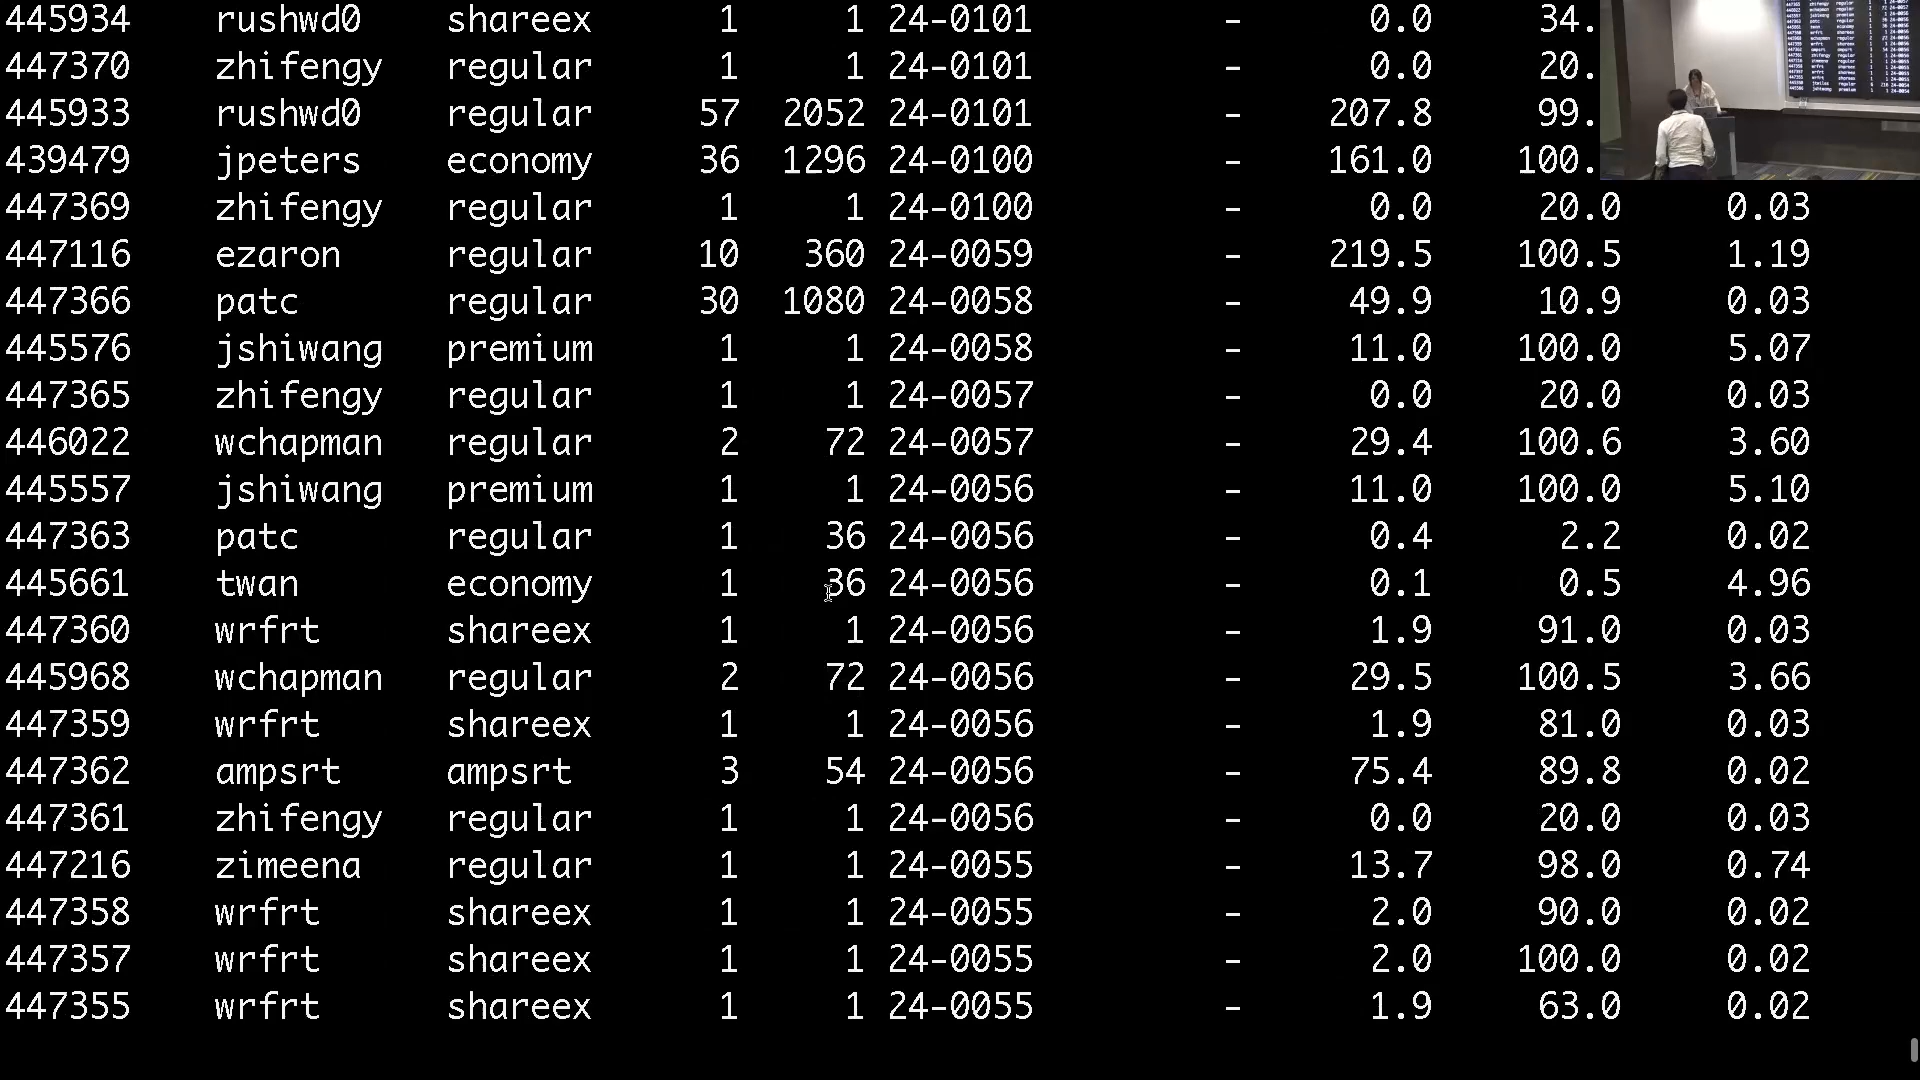 445934 rushwd0 shareex 1 1 24-0101 - 0.0 34.
447370 zhifengy regular 1 1 24-0101 - 0.0 20.
445933 rushwd0 regular 57 2052 24-0101 - 207.8 99.
439479 jpeters economy 36 1296 24-0100 - 161.0 100.
447369 zhifengy regular 1 1 24-0100 - 0.0 20.0 0.03
447116 ezaron regular 10 360 24-0059 - 219.5 100.5 1.19
447366 patc regular 30 1080 24-0058 - 49.9 10.9 0.03
445576 jshiwang premium 1 1 24-0058 - 11.0 100.0 5.07
447365 zhifengy regular 1 1 24-0057 - 0.0 20.0 0.03
446022 wchapman regular 2 72 24-0057 - 29.4 100.6 3.60
445557 jshiwang premium 1 1 24-0056 - 11.0 100.0 5.10
447363 patc regular 1 36 24-0056 - 0.4 2.2 0.02
445661 twan economy 1 36 24-0056 - 0.1 0.5 4.96
447360 wrfrt shareex 1 1 24-0056 - 1.9 91.0 0.03
445968 wchapman regular 2 72 24-0056 - 29.5 100.5 3.66
447359 wrfrt shareex 1 1 24-0056 - 1.9 81.0 0.03
447362 ampsrt ampsrt 3 54 24-0056 - 75.4 89.8 0.02
447361 zhifengy regular 1 1 24-0056 - 0.0 20.0 0.03
447216 zimeena regular 1 1 24-0055 - 13.7 98.0 0.74
447358 wrfrt shareex 1 1 24-0055 - 2.0 90.0 0.02
447357 wrfrt shareex 1 1 24-0055 - 2.0 100.0 0.02
447355 wrfrt shareex 1 1 24-0055 - 1.9 63.0 0.02